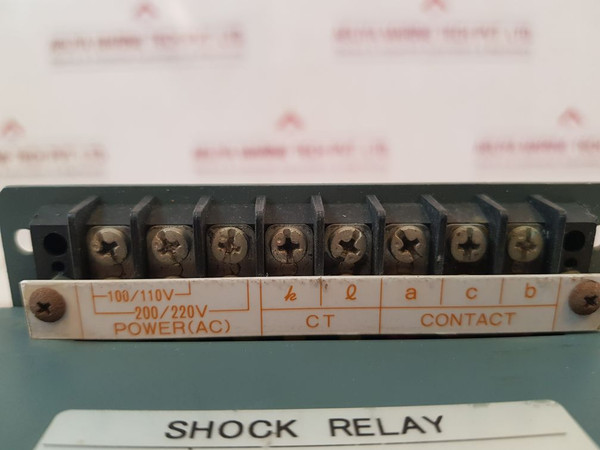 100/110V
200/220V
POWER(AC)
k l
CT
a c b
CONTACT
SHOCK RELAY